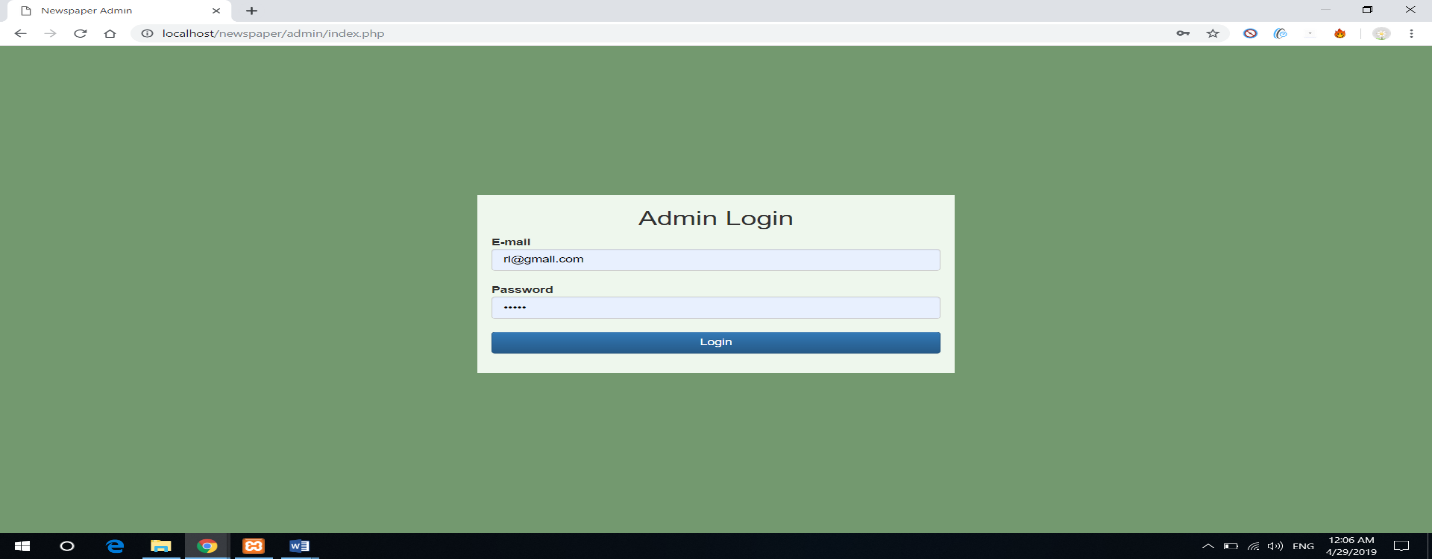 Newspaper Admin
localhost/newspaper/admin/index.php
Admin Login
E-mail
rl@gmail.com
Password
•••••
Login
ENG
12:06 AM
4/29/2019